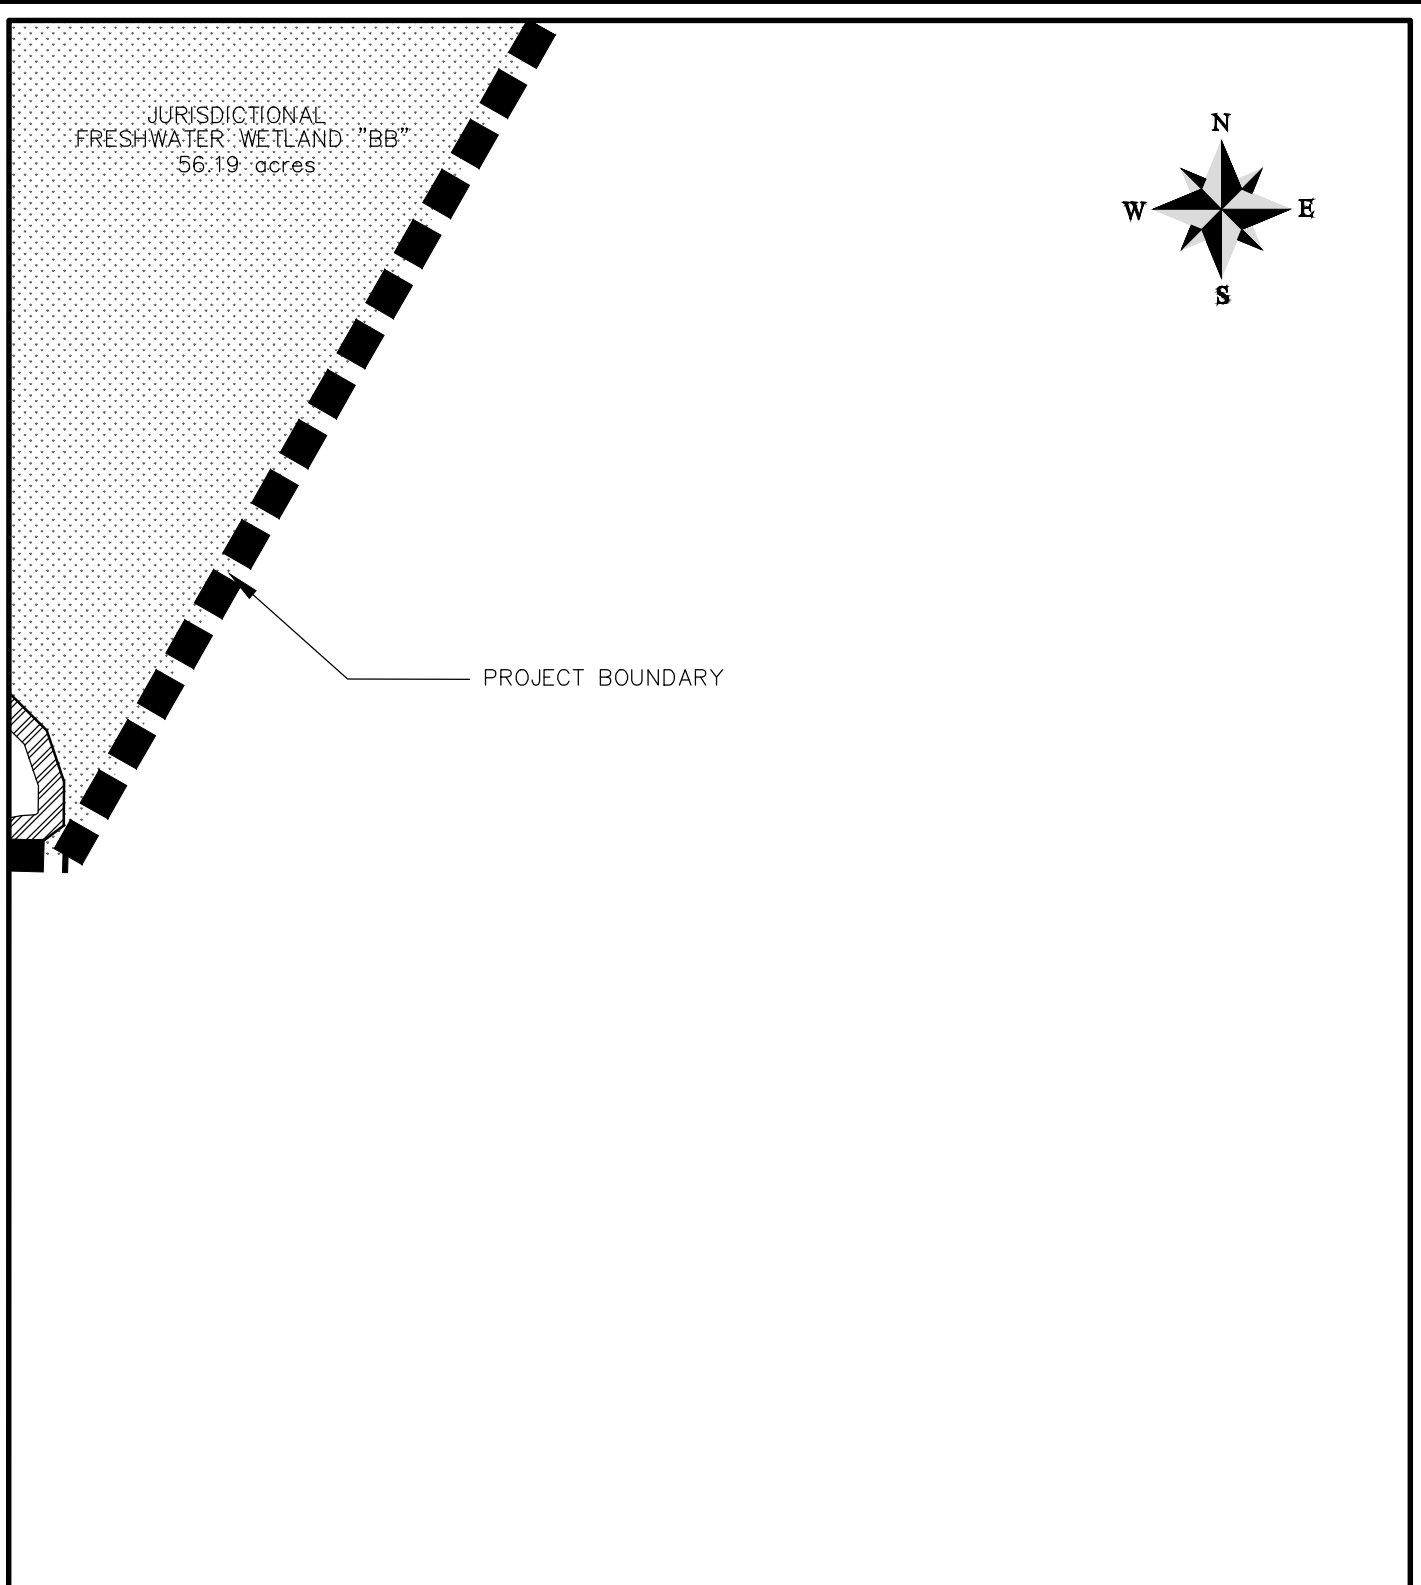 JURISDICTIONAL
FRESHWATER WETLAND "BB"
56.19 acres
N
W E
S
PROJECT BOUNDARY